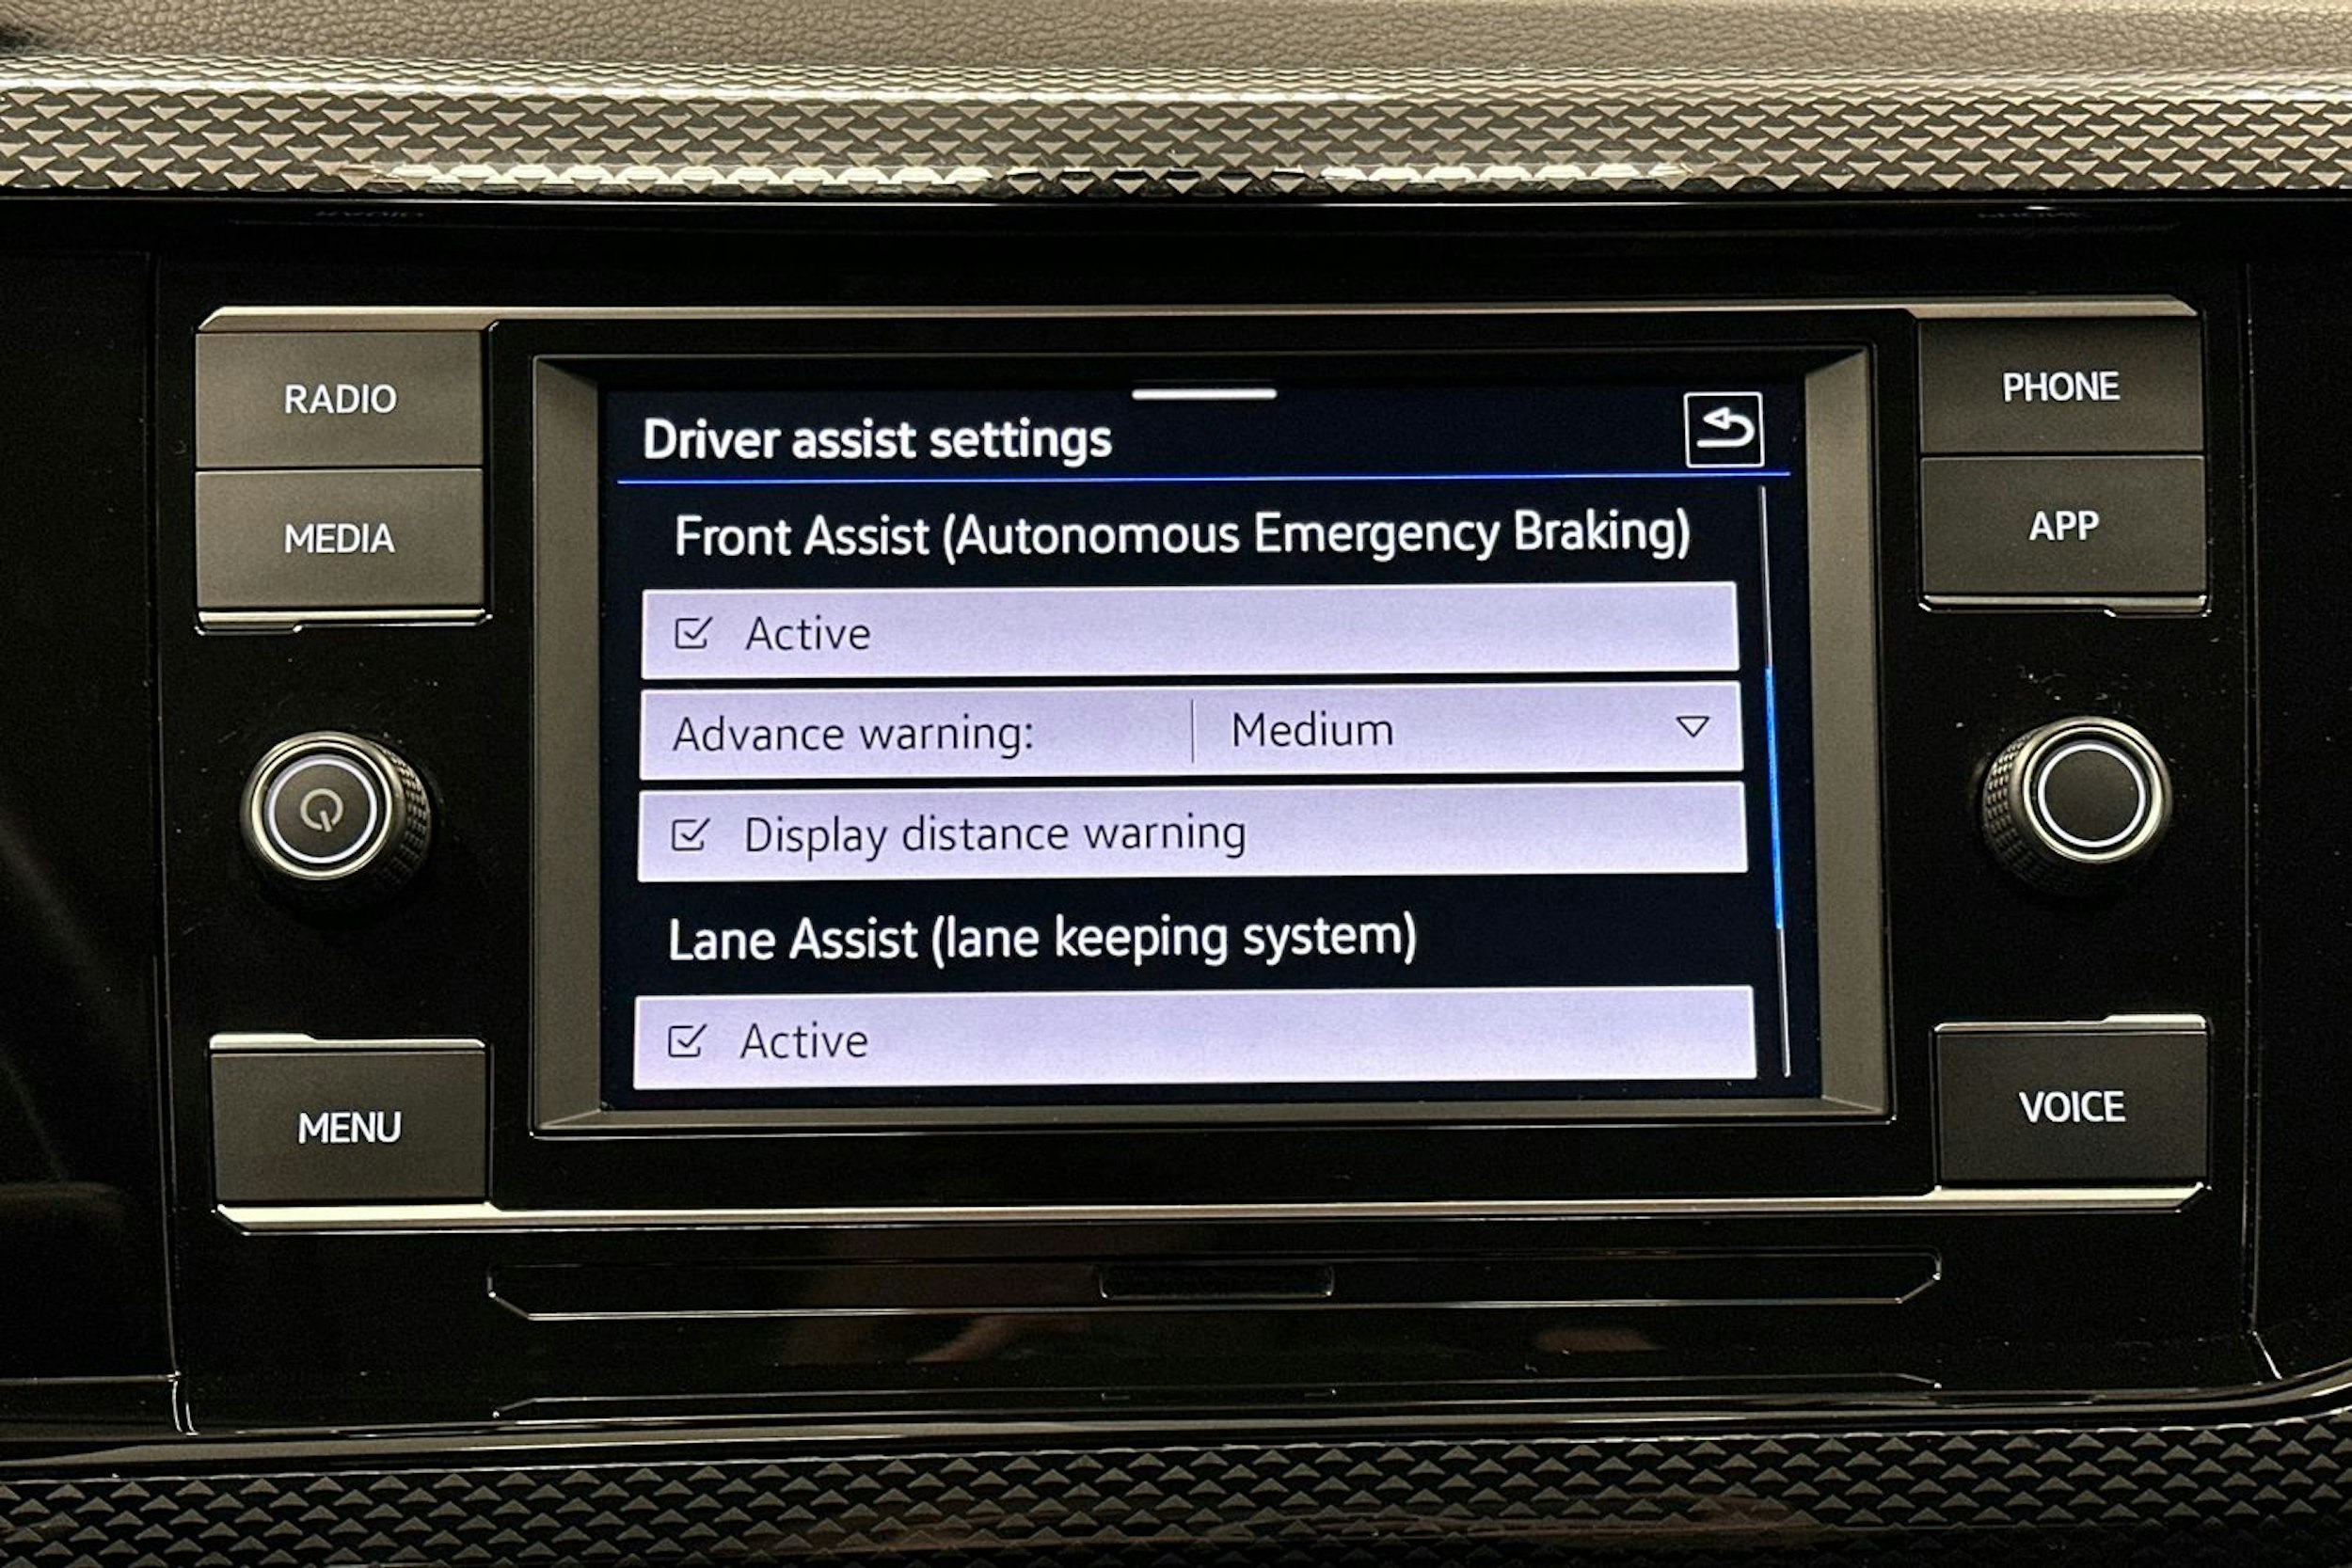 RADIO
MEDIA
MENU
Driver assist settings
Front Assist (Autonomous Emergency Braking)
Active
Advance warning: Medium
Display distance warning
Lane Assist (lane keeping system)
Active
PHONE
APP
VOICE